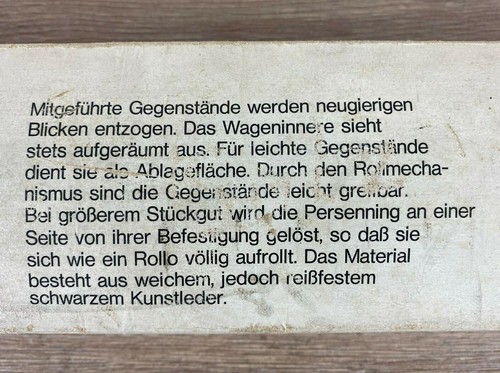 Mitgeführte Gegenstände werden neugierigen
Blicken entzogen. Das Wageninnere sieht
stets aufgeräumt aus. Für leichte Gegenstände
dient sie als Ablagefläche. Durch den Rollmecha-
nismus sind die Gegenstände leicht greifbar.
Bei größerem Stückgut wird die Persenning an einer
Seite von ihrer Befestigung gelöst, so daß sie
sich wie ein Rollo völlig aufrollt. Das Material
besteht aus weichem, jedoch reißfestem
schwarzem Kunstleder.